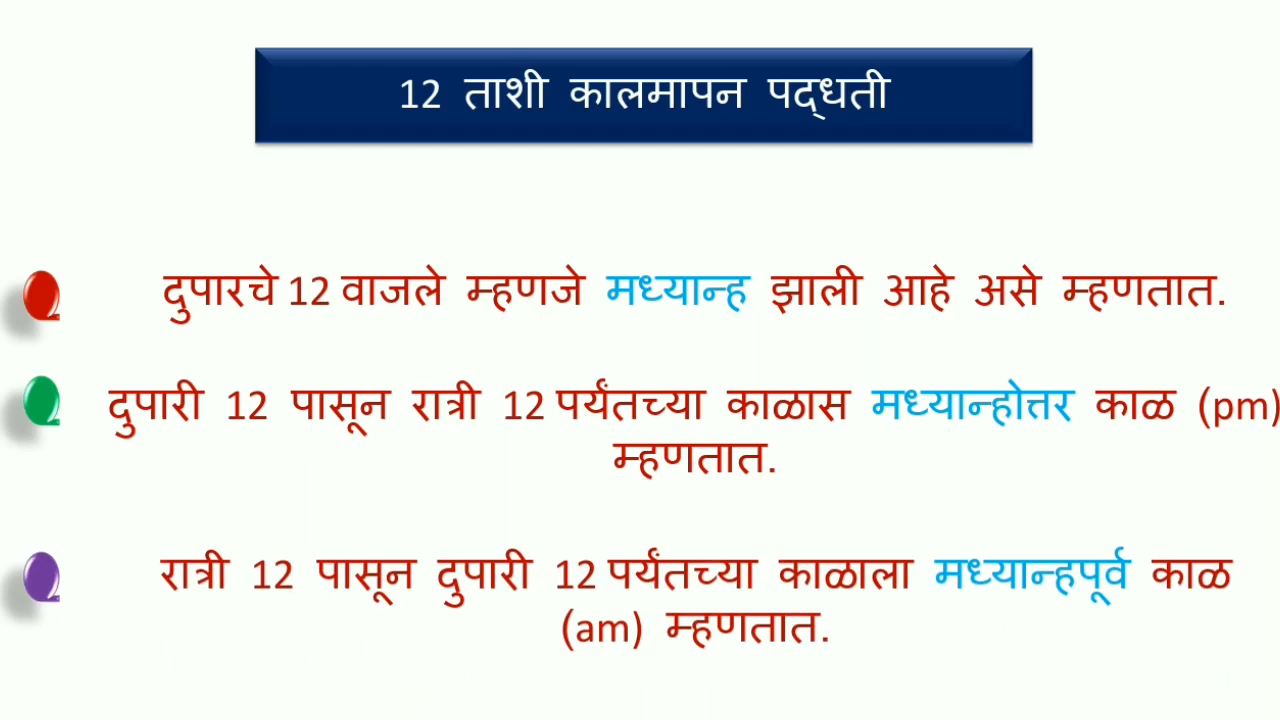 12 ताशी कालमापन पद्धती
दुपारचे 12 वाजले म्हणजे मध्यान्ह झाली आहे असे म्हणतात.
दुपारी 12 पासून रात्री 12 पर्यंतच्या काळास मध्यान्होत्तर काळ (pm)
म्हणतात.
रात्री 12 पासून दुपारी 12 पर्यंतच्या काळाला मध्यान्हपूर्व काळ
(am) म्हणतात.